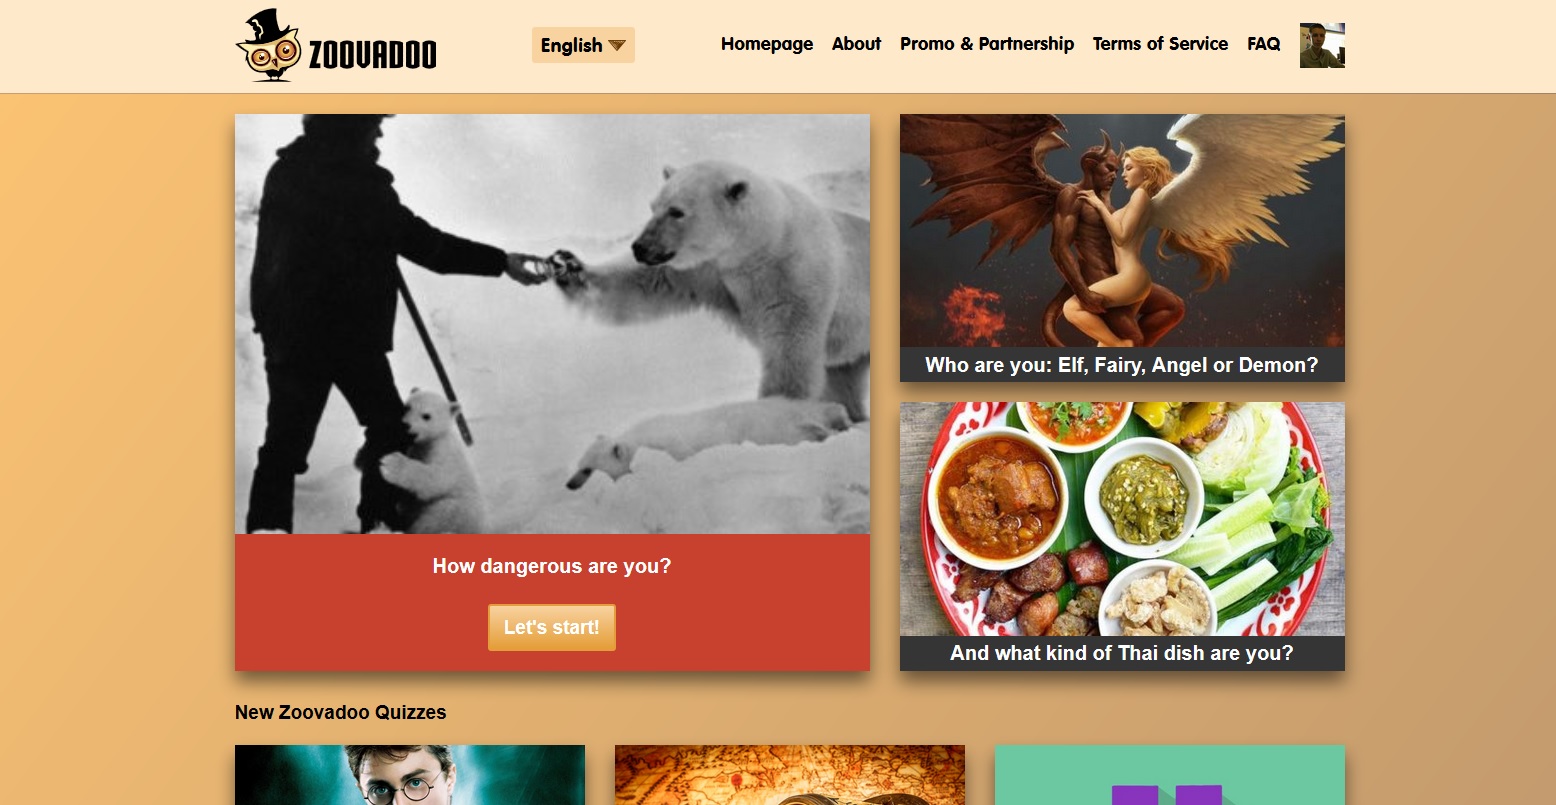 ZOOVADOO
English
Homepage
About
Promo & Partnership
Terms of Service
FAQ
How dangerous are you?
Let's start!
Who are you: Elf, Fairy, Angel or Demon?
And what kind of Thai dish are you?
New Zoovadoo Quizzes